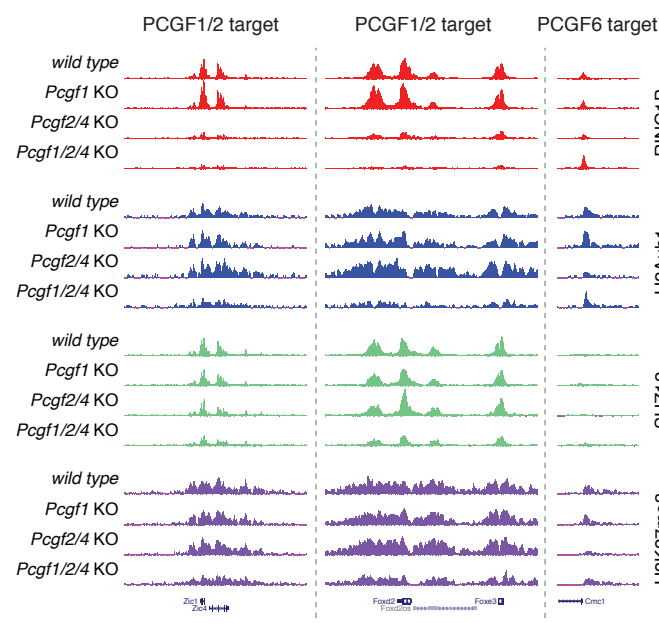 PCGF1/2 target PCGF1/2 target PCGF6 target
wild type
Pcgf1 KO
Pcgf2/4 KO
Pcgf1/2/4 KO
wild type
Pcgf1 KO
Pcgf2/4 KO
Pcgf1/2/4 KO
wild type
Pcgf1 KO
Pcgf2/4 KO
Pcgf1/2/4 KO
wild type
Pcgf1 KO
Pcgf2/4 KO
Pcgf1/2/4 KO
Zic1 Foxd2 Foxe3 Cmc1
Zic4 Foxd2os